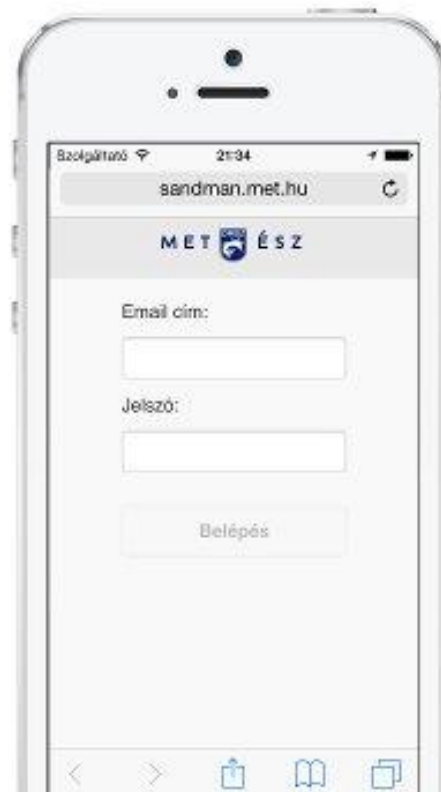 Szolgáltató 21:34
sandman.met.hu
MET ÉSZ
Email cím:
Jelszó:
Belépés